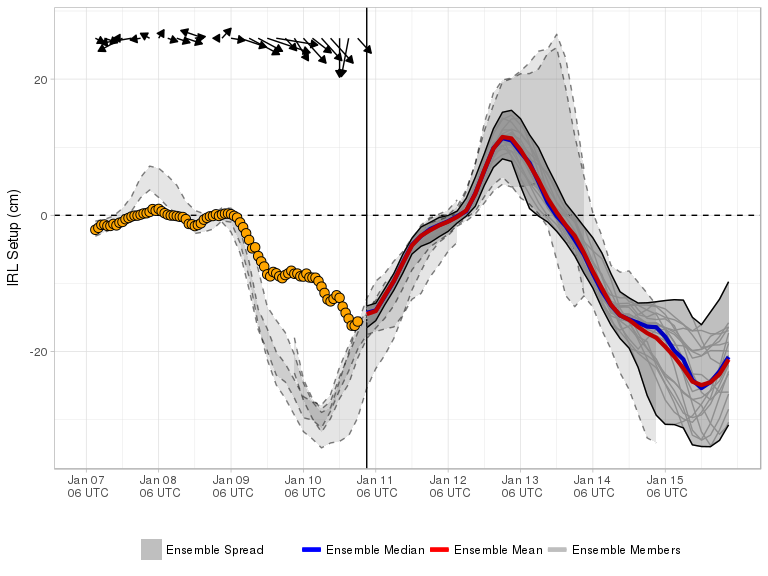 IRL Setup (cm)
20
0
-20
Jan 07 Jan 08 Jan 09 Jan 10 Jan 11 Jan 12 Jan 13 Jan 14 Jan 15
06 UTC 06 UTC 06 UTC 06 UTC 06 UTC 06 UTC 06 UTC 06 UTC 06 UTC
Ensemble Spread Ensemble Median Ensemble Mean Ensemble Members